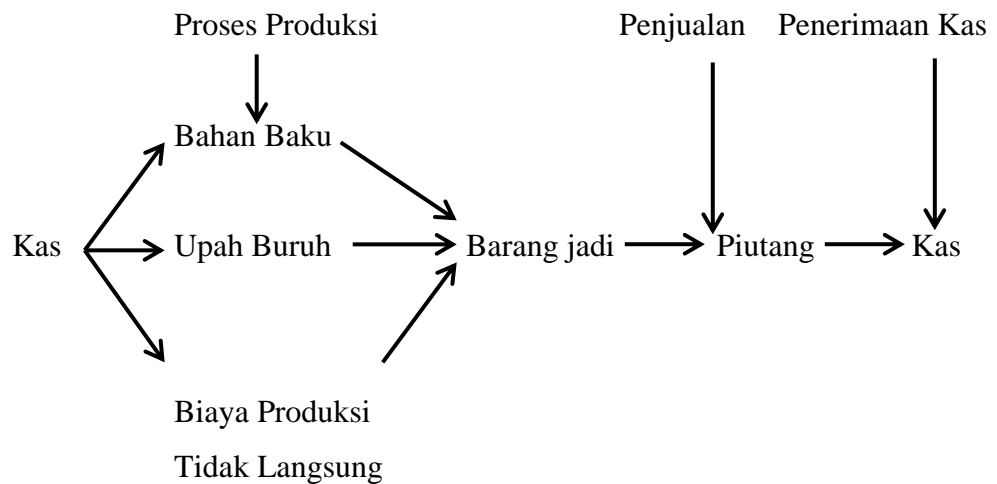 Proses Produksi
Penjualan
Penerimaan Kas
Bahan Baku
Kas
Upah Buruh
Barang jadi
Piutang
Kas
Biaya Produksi
Tidak Langsung